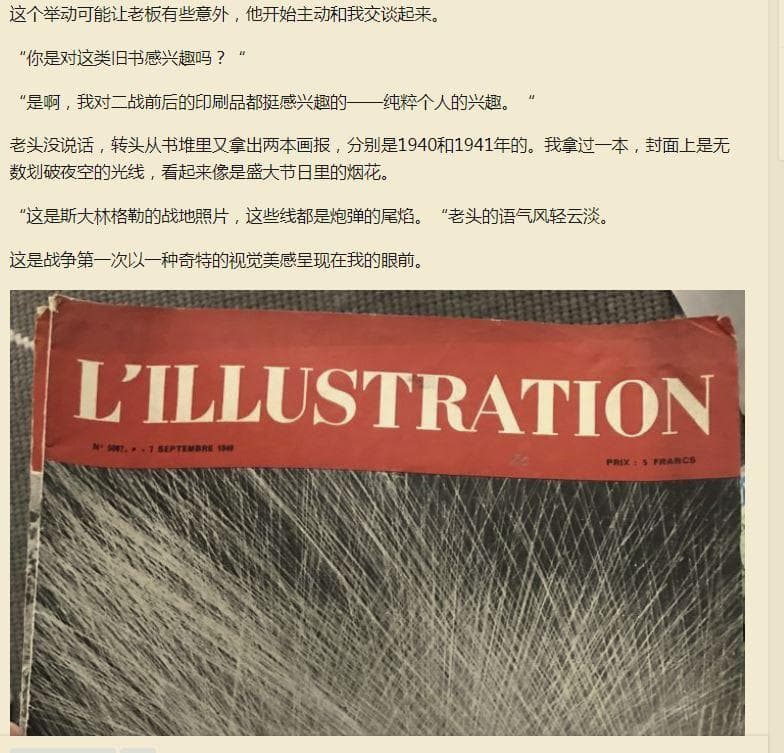 这个举动可能让老板有些意外，他开始主动和我交谈起来。
“你是对这类旧书感兴趣吗？“
“是啊，我对二战前后的印刷品都挺感兴趣的——纯粹个人的兴趣。“
老头没说话，转头从书堆里又拿出两本画报，分别是1940和1941年的。我拿过一本，封面上是无
数划破夜空的光线，看起来像是盛大节日里的烟花。
“这是斯大林格勒的战地照片，这些线都是炮弹的尾焰。“老头的语气风轻云淡。
这是战争第一次以一种奇特的视觉美感呈现在我的眼前。
L'ILLUSTRATION
7 SEPTEMBRE 1940
PRIX : 5 FRANCS